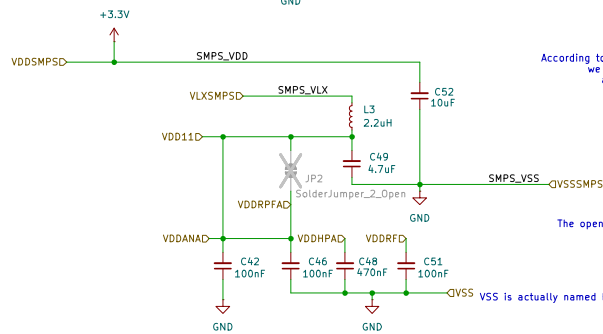 GND
+3.3V
According to
we
VDDSMPS
SMPS_VDD
VLXSMPS
SMPS_VLX
C52
10uF
L3
2.2uH
VDD11
C49
4.7uF
JP2
SolderJumper_2_Open
SMPS_VSS
VSSSMPS
VDDRPFA
GND
The open
VDDANA
VDDHPA
VDDRF
C42
100nF
C46
100nF
C48
470nF
C51
100nF
VSS
VSS is actually named
GND
GND